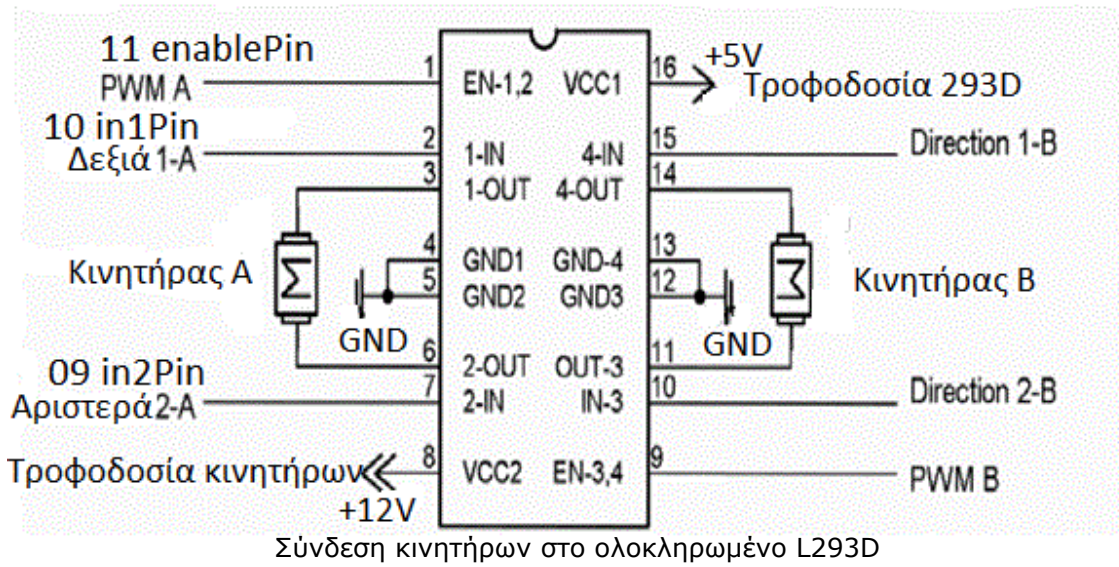 11 enablePin
PWM A
1 EN-1,2 VCC1 16 +5V
Τροφοδοσία 293D
10 in1Pin
Δεξιά 1-A
2 1-IN 4-IN 15 Direction 1-B
3 1-OUT 4-OUT 14
4 GND1 GND-4 13
Κινητήρας Α Κινητήρας Β
5 GND2 GND3 12
GND GND
6 2-OUT OUT-3 11
09 in2Pin
Αριστερά 2-A
7 2-IN IN-3 10 Direction 2-B
Τροφοδοσία κινητήρων
8 VCC2 EN-3,4 9 PWM B
+12V
Σύνδεση κινητήρων στο ολοκληρωμένο L293D